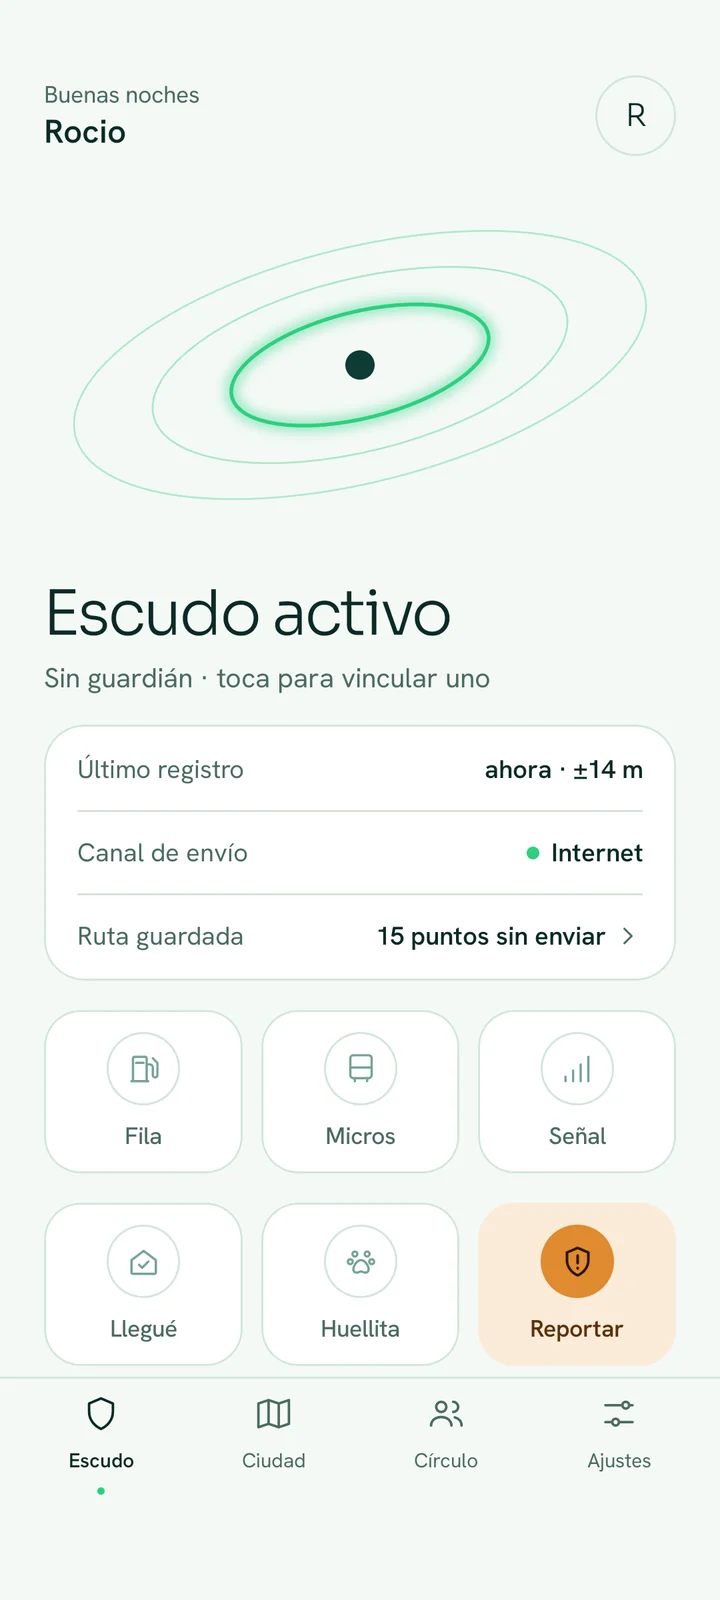 Buenas noches
Rocio
R
Escudo activo
Sin guardián · toca para vincular uno
Último registro
ahora · ±14 m
Canal de envío
Internet
Ruta guardada
15 puntos sin enviar
Fila
Micros
Señal
Llegué
Huellita
Reportar
Escudo
Ciudad
Círculo
Ajustes